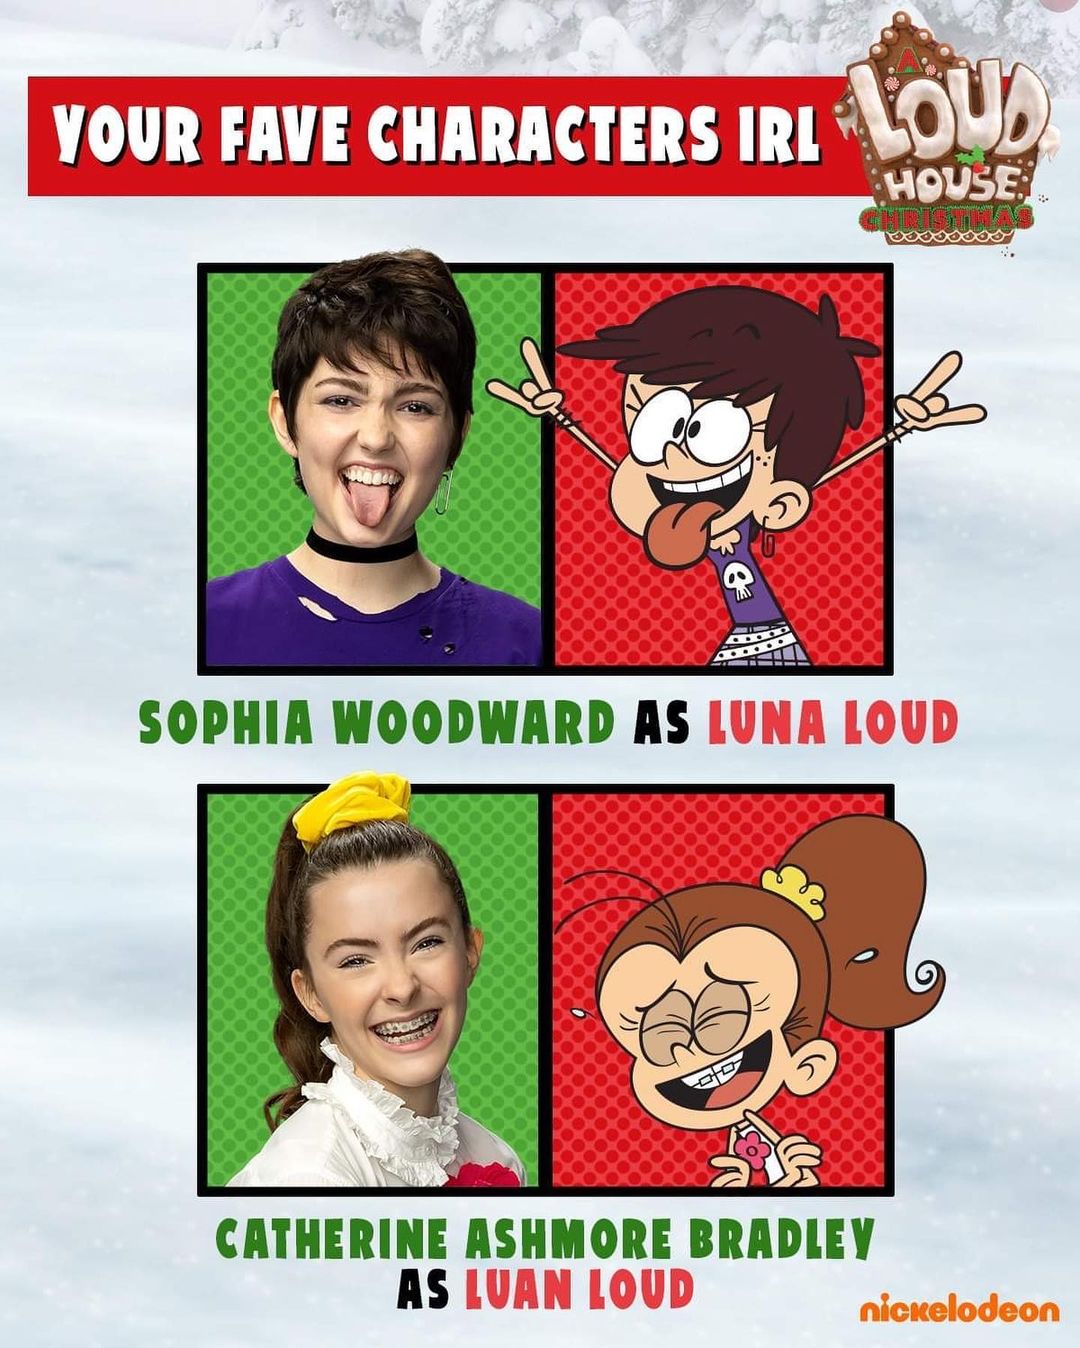 YOUR FAVE CHARACTERS IRL
A
LOUD
HOUSE
CHRISTMAS
SOPHIA WOODWARD AS LUNA LOUD
CATHERINE ASHMORE BRADLEY
AS LUAN LOUD
nickelodeon